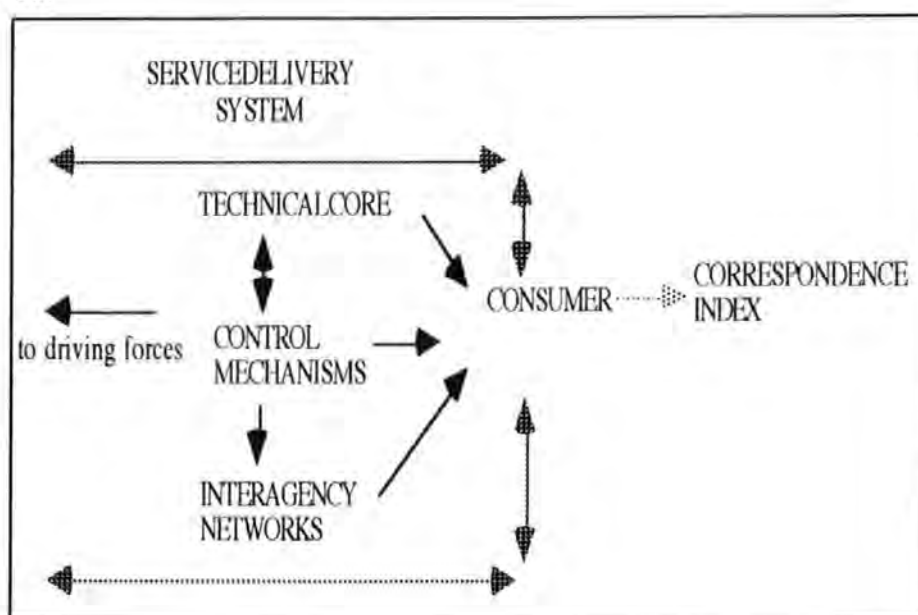 SERVICEDELIVERY
SYSTEM
TECHNICALCORE
CONSUMER
CORRESPONDENCE
INDEX
to driving forces
CONTROL
MECHANISMS
INTERAGENCY
NETWORKS